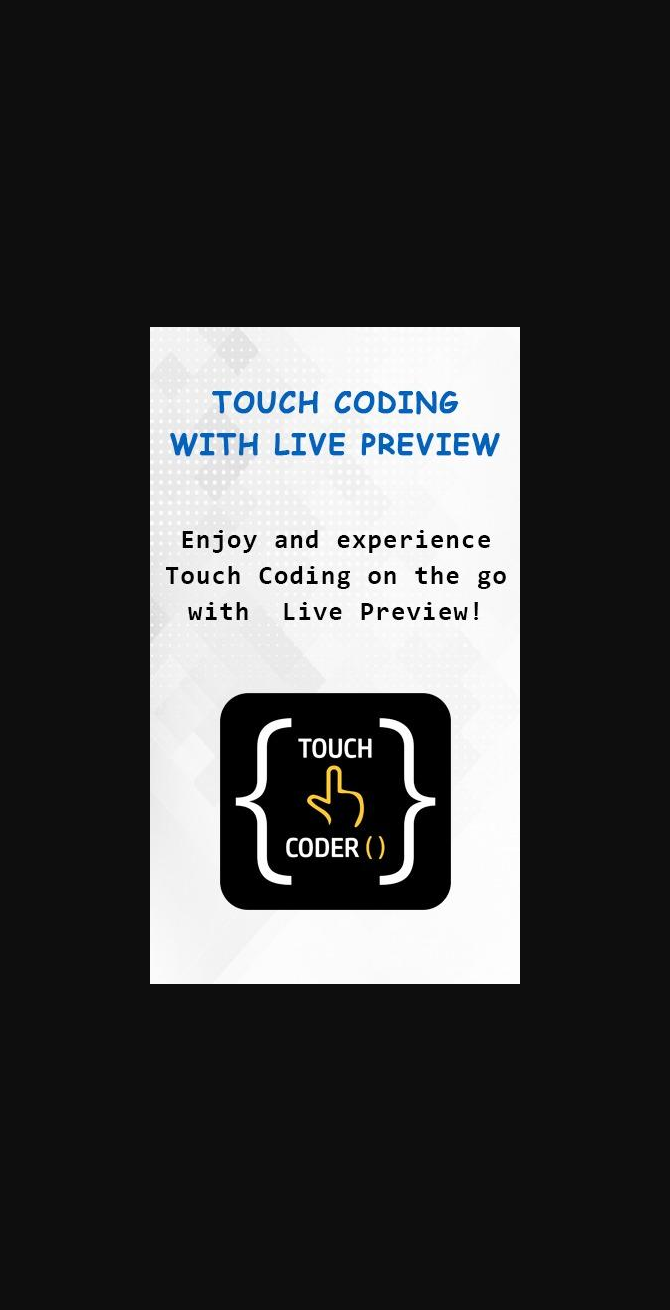 TOUCH CODING
WITH LIVE PREVIEW
Enjoy and experience
Touch Coding on the go
with  Live Preview!
TOUCH
CODER ()